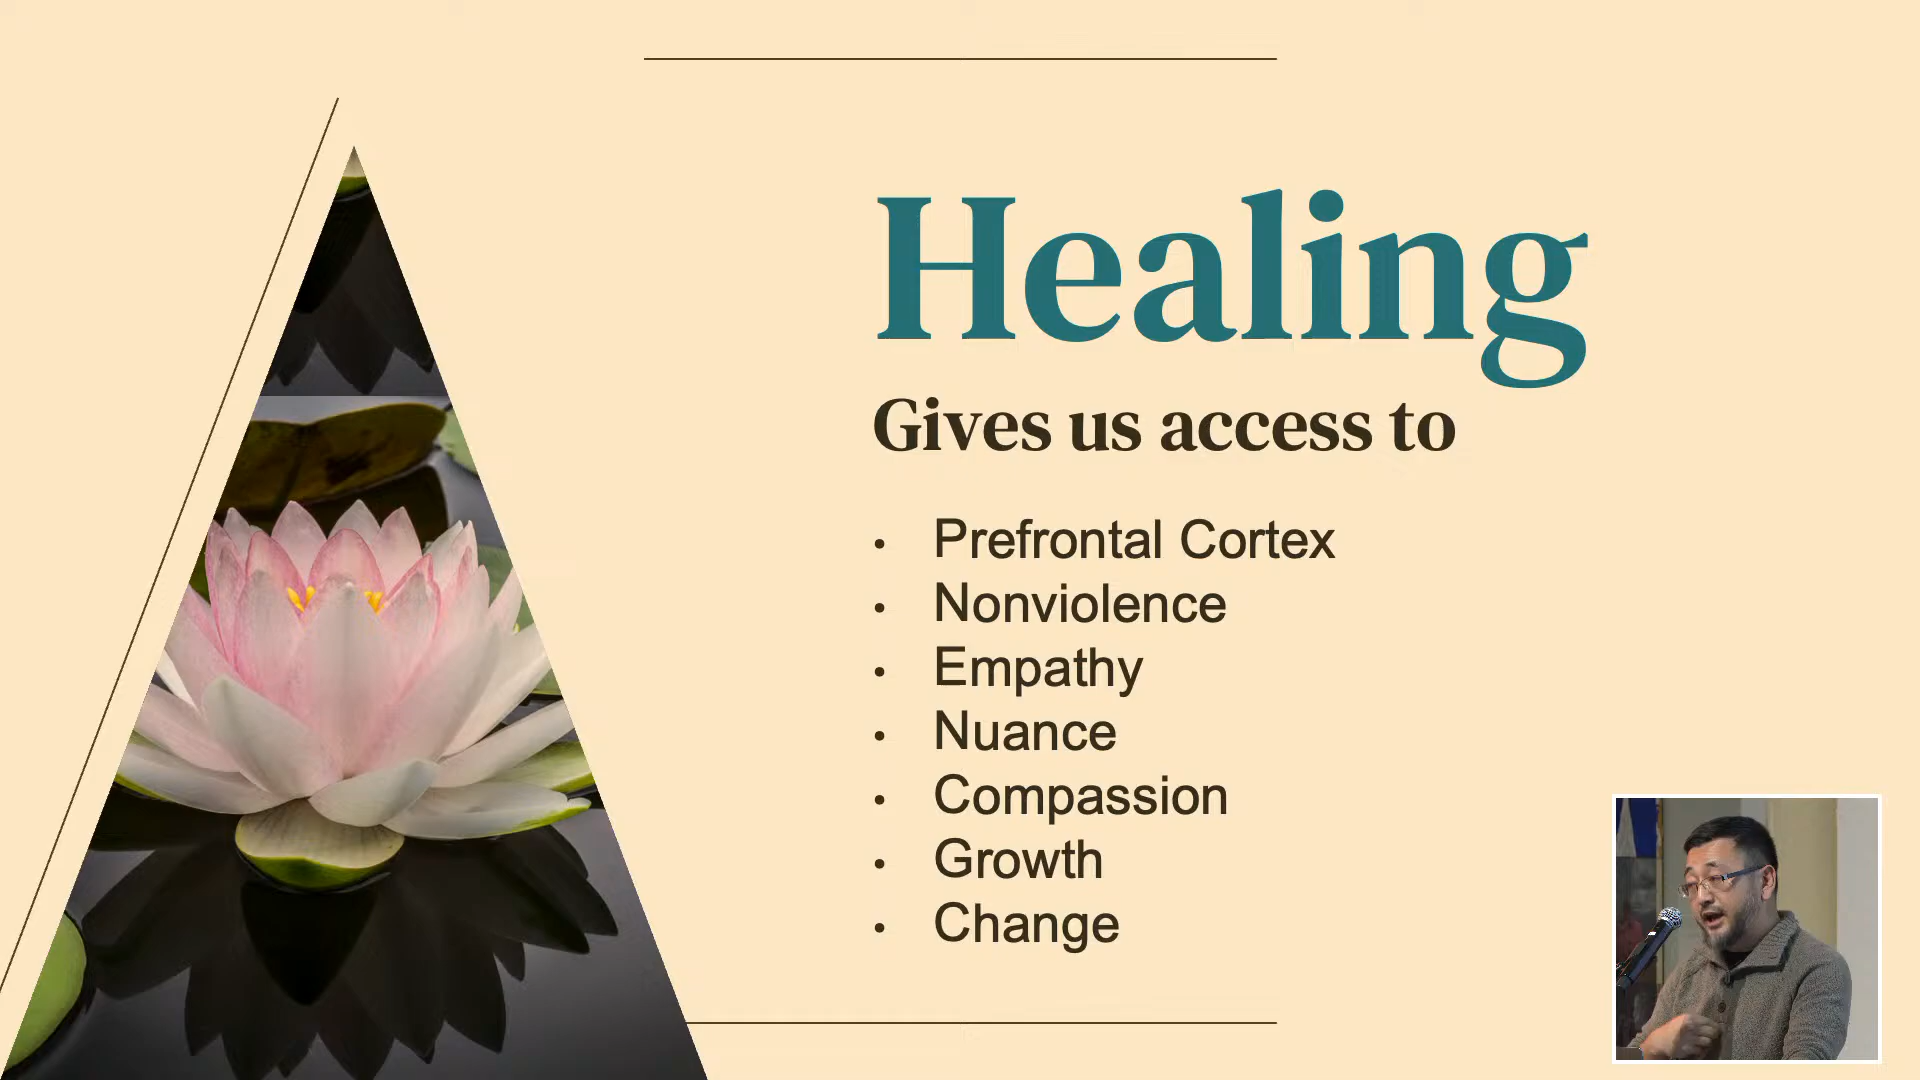 Healing
Gives us access to
• Prefrontal Cortex
• Nonviolence
• Empathy
• Nuance
• Compassion
• Growth
• Change